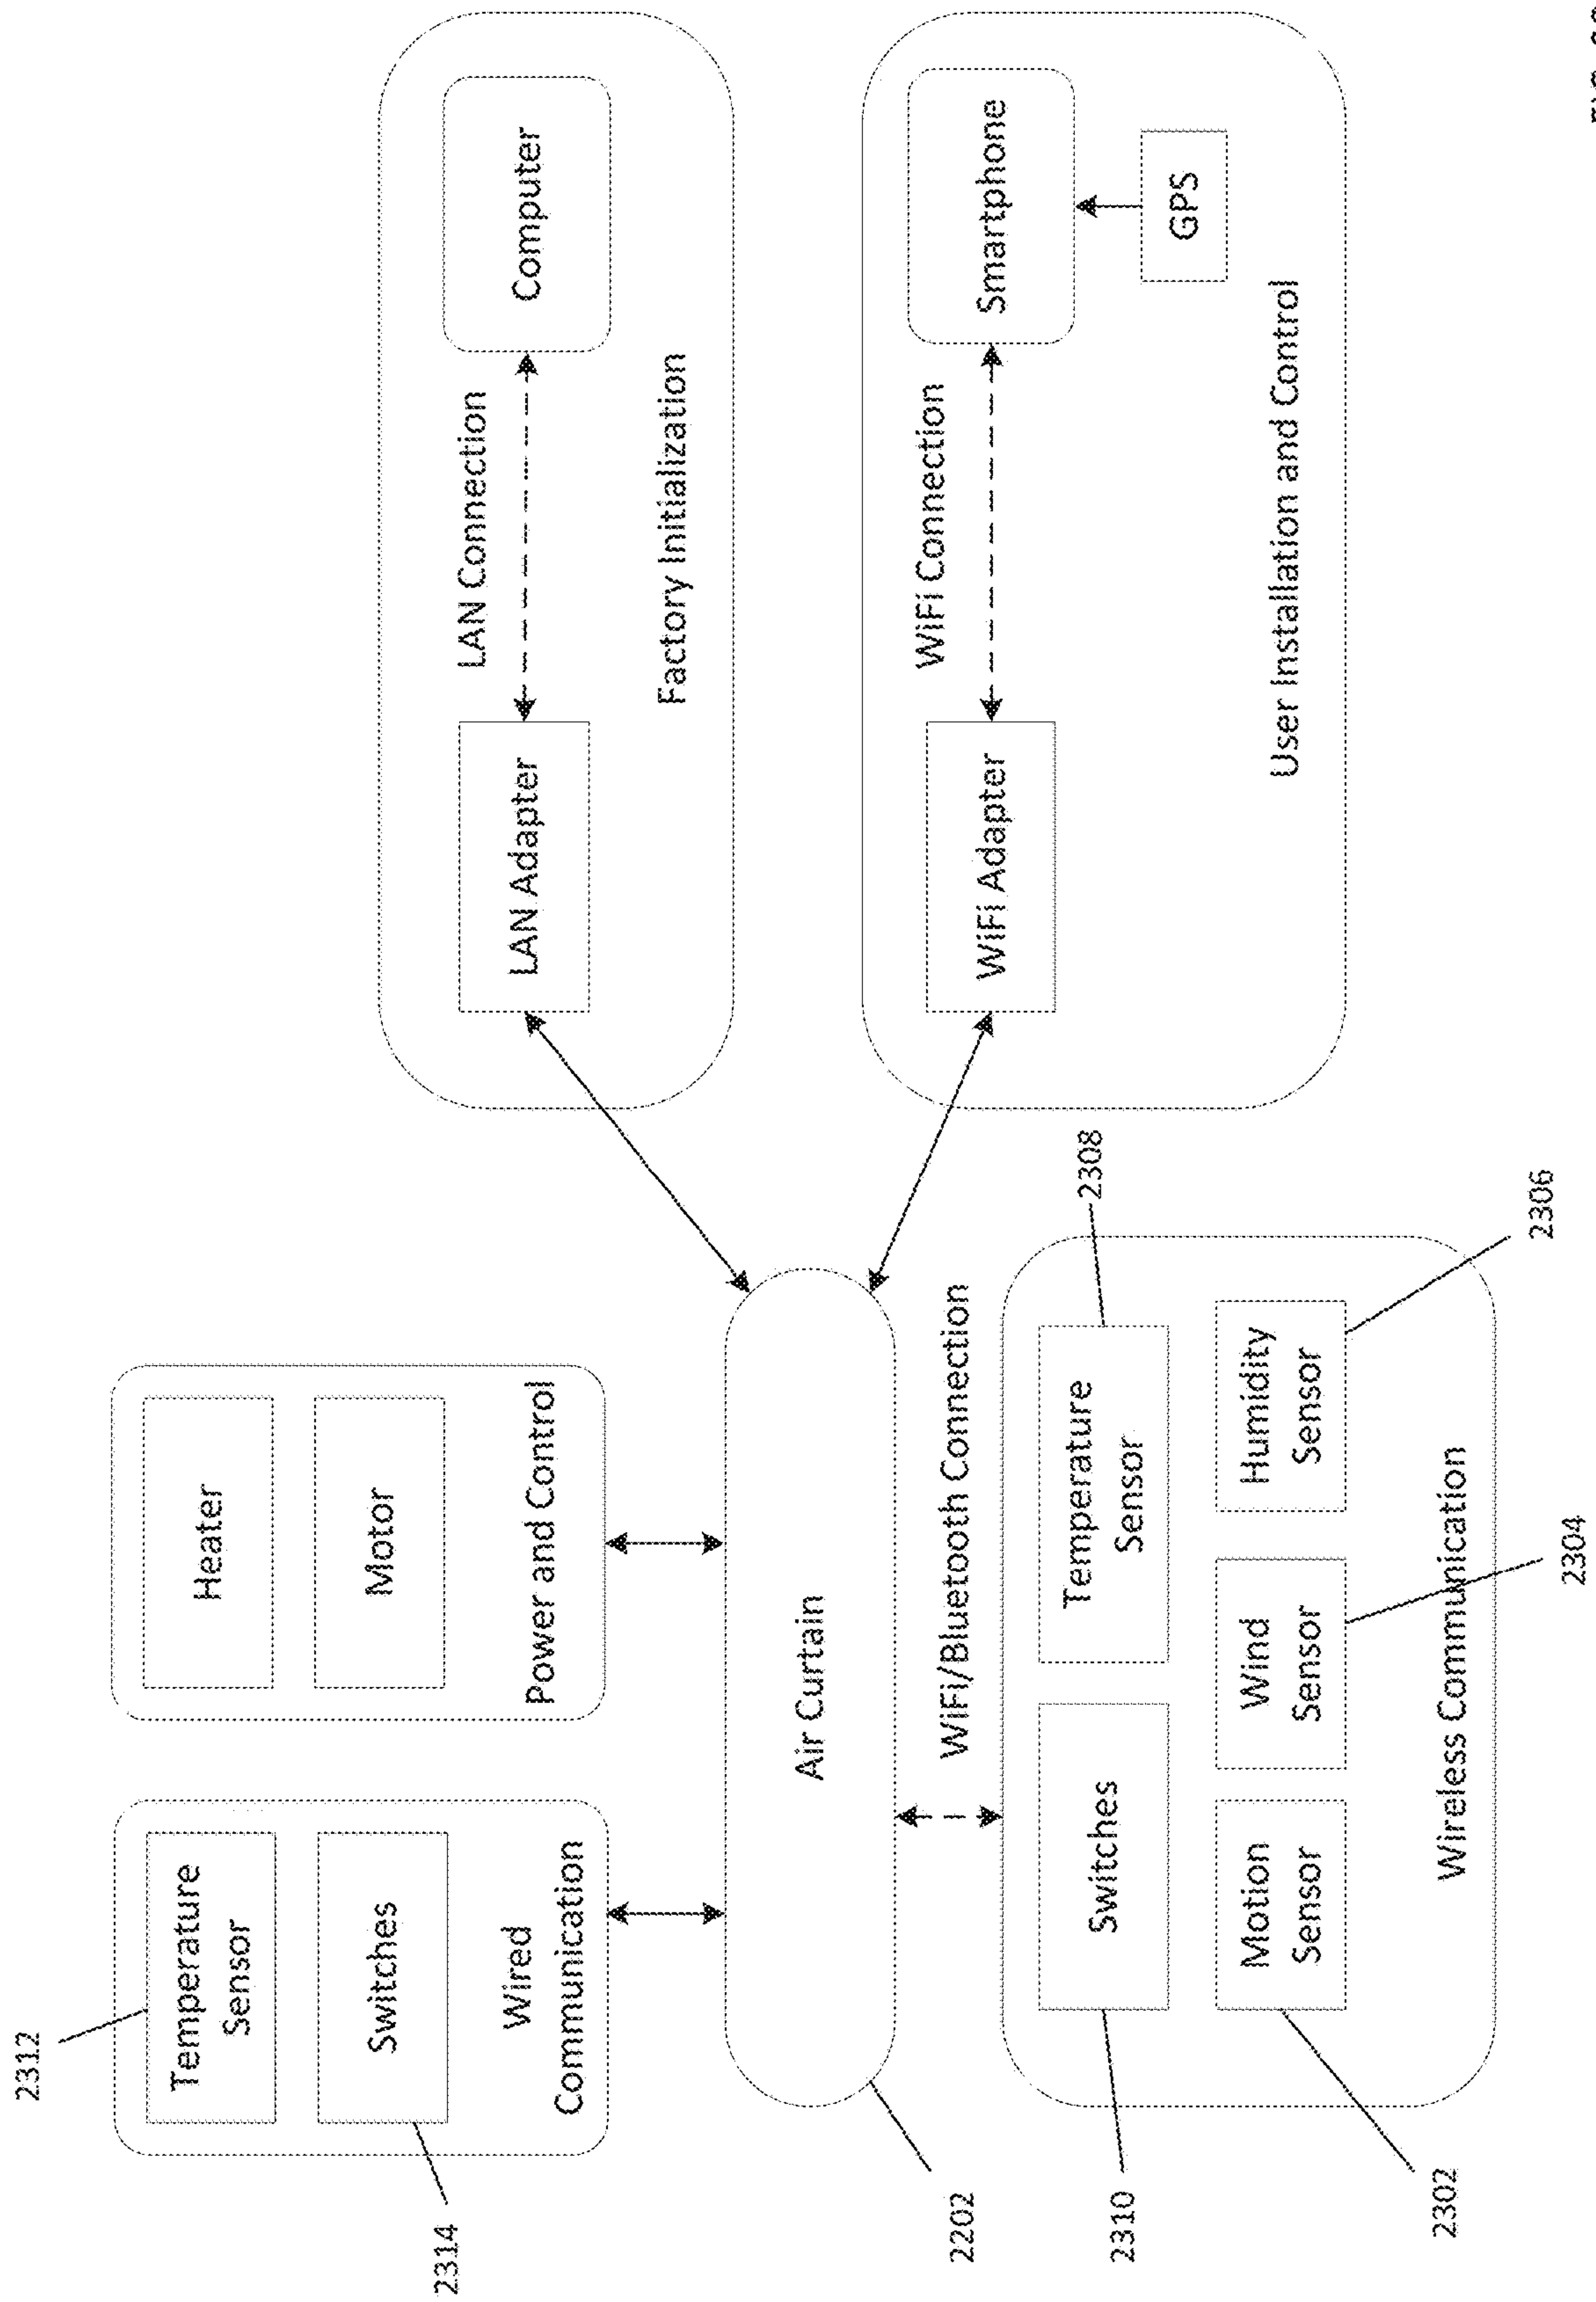 2312
Temperature
Sensor
2314
Switches
Wired
Communication
Heater
Motor
Power and Control
2202
Air Curtain
WiFi/Bluetooth Connection
2310
Switches
Temperature
Sensor
2308
2302
Motion
Sensor
Wind
Sensor
2304
Humidity
Sensor
2306
Wireless Communication
LAN Adapter
LAN Connection
Computer
Factory Initialization
WiFi Adapter
WiFi Connection
Smartphone
GPS
User Installation and Control